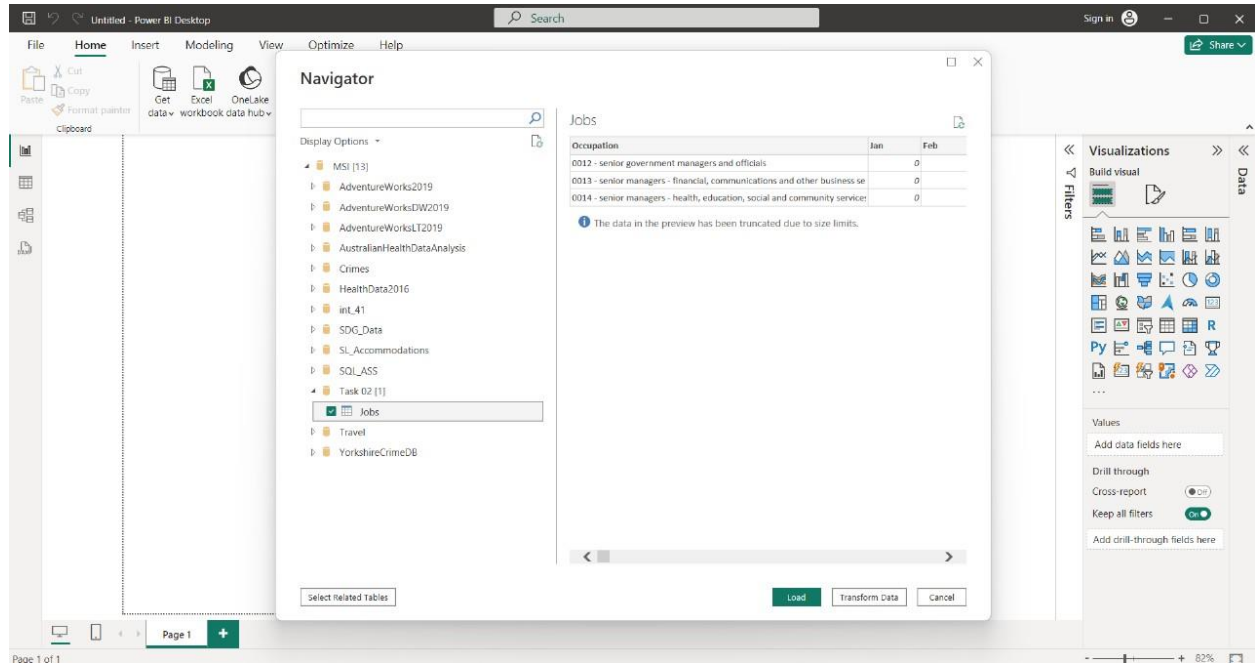 Untitled - Power BI Desktop
Search
Sign in
File Home Insert Modeling View Optimize Help
Share
Paste
Cut
Copy
Format painter
Clipboard
Get data
Excel workbook
OneLake data hub
Navigator
Display Options
MSI [13]
AdventureWorks2019
AdventureWorksDW2019
AdventureWorksLT2019
AustralianHealthDataAnalysis
Crimes
HealthData2016
int_41
SDG_Data
SL_Accommodations
SQL_ASS
Task 02 [1]
Jobs
Travel
YorkshireCrimeDB
Select Related Tables
Jobs
Occupation Jan Feb
0012 - senior government managers and officials 0
0013 - senior managers - financial, communications and other business se 0
0014 - senior managers - health, education, social and community services 0
The data in the preview has been truncated due to size limits.
Load Transform Data Cancel
Filters
Visualizations
Build visual
123
R
Py
...
Values
Add data fields here
Drill through
Cross-report Off
Keep all filters On
Add drill-through fields here
Data
Page 1
Page 1 of 1
82%